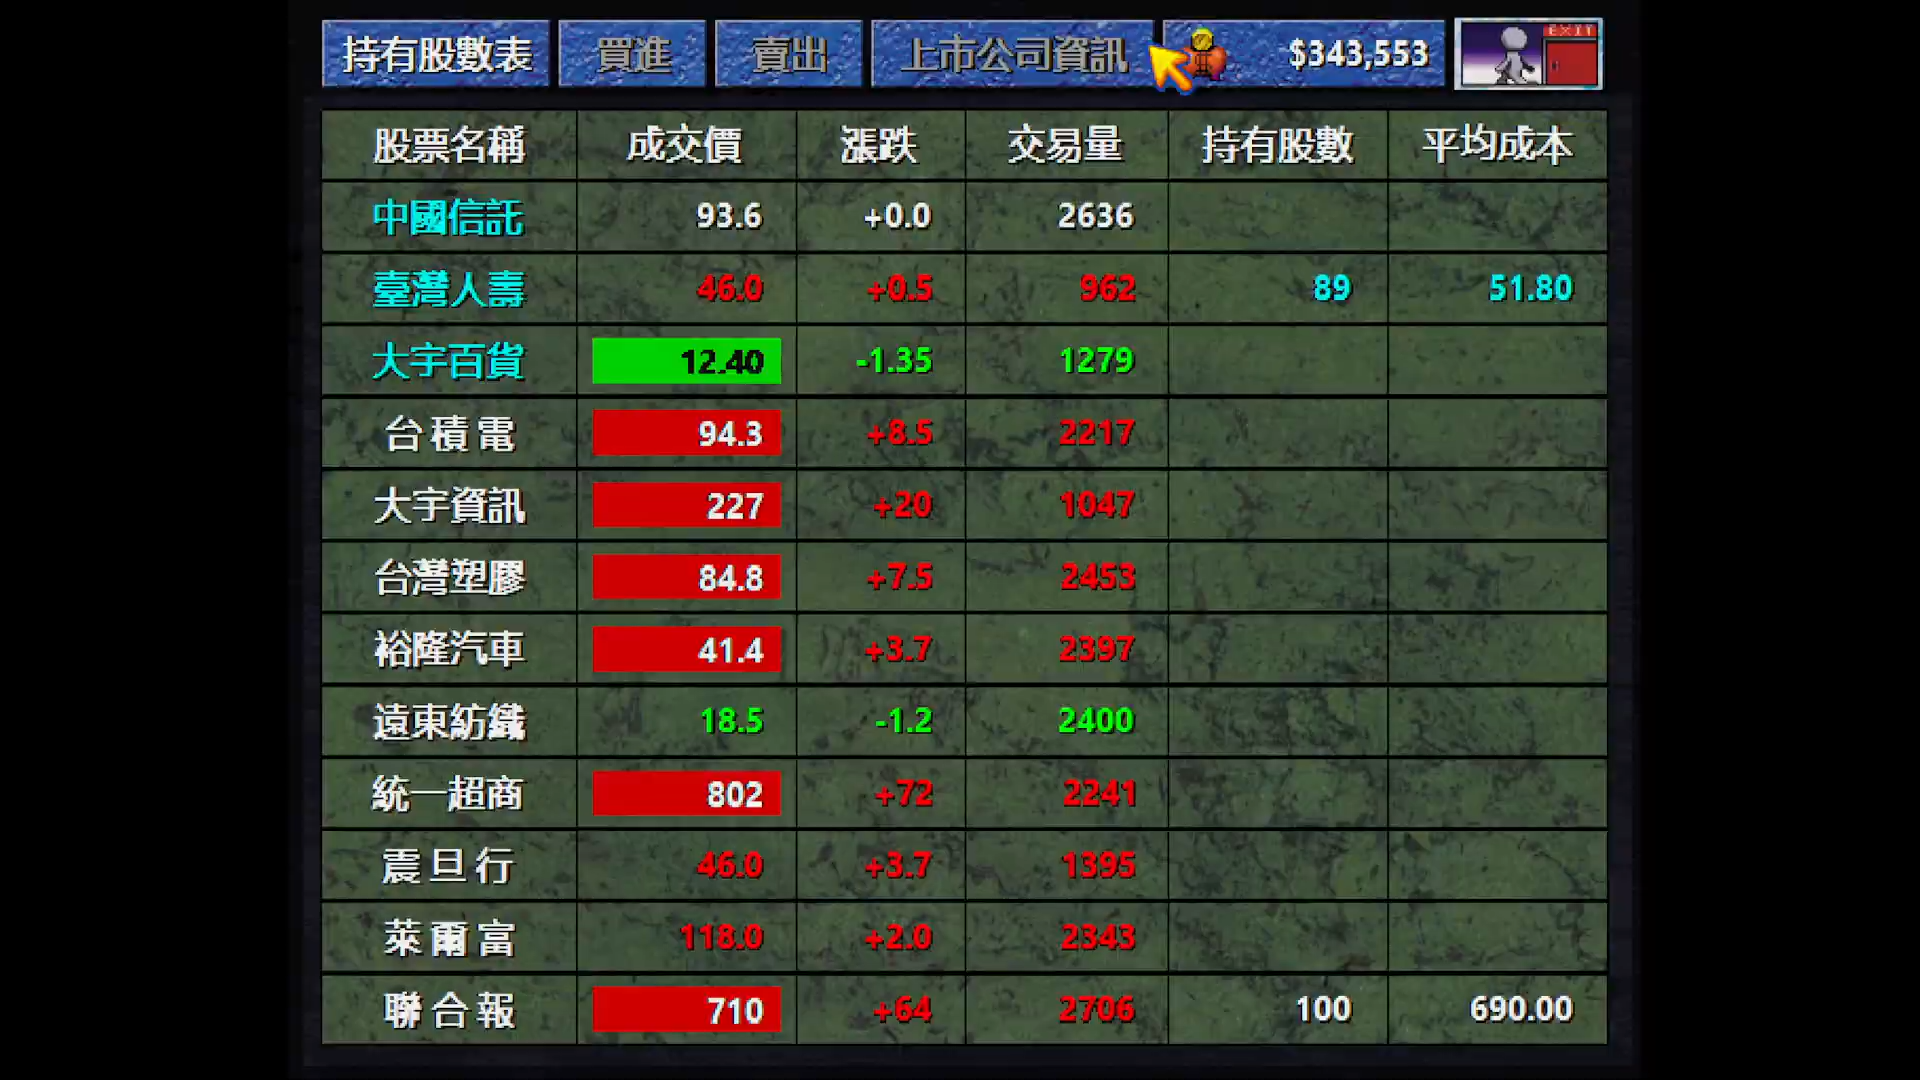 持有股數表 買進 賣出 上市公司資訊 $343,553 EXIT
股票名稱 成交價 漲跌 交易量 持有股數 平均成本
中國信託 93.6 +0.0 2636
臺灣人壽 46.0 +0.5 962 89 51.80
大宇百貨 12.40 -1.35 1279
台積電 94.3 +8.5 2217
大宇資訊 227 +20 1047
台灣塑膠 84.8 +7.5 2453
裕隆汽車 41.4 +3.7 2397
遠東紡織 18.5 -1.2 2400
統一超商 802 +72 2241
震旦行 46.0 +3.7 1395
萊爾富 118.0 +2.0 2343
聯合報 710 +64 2706 100 690.00